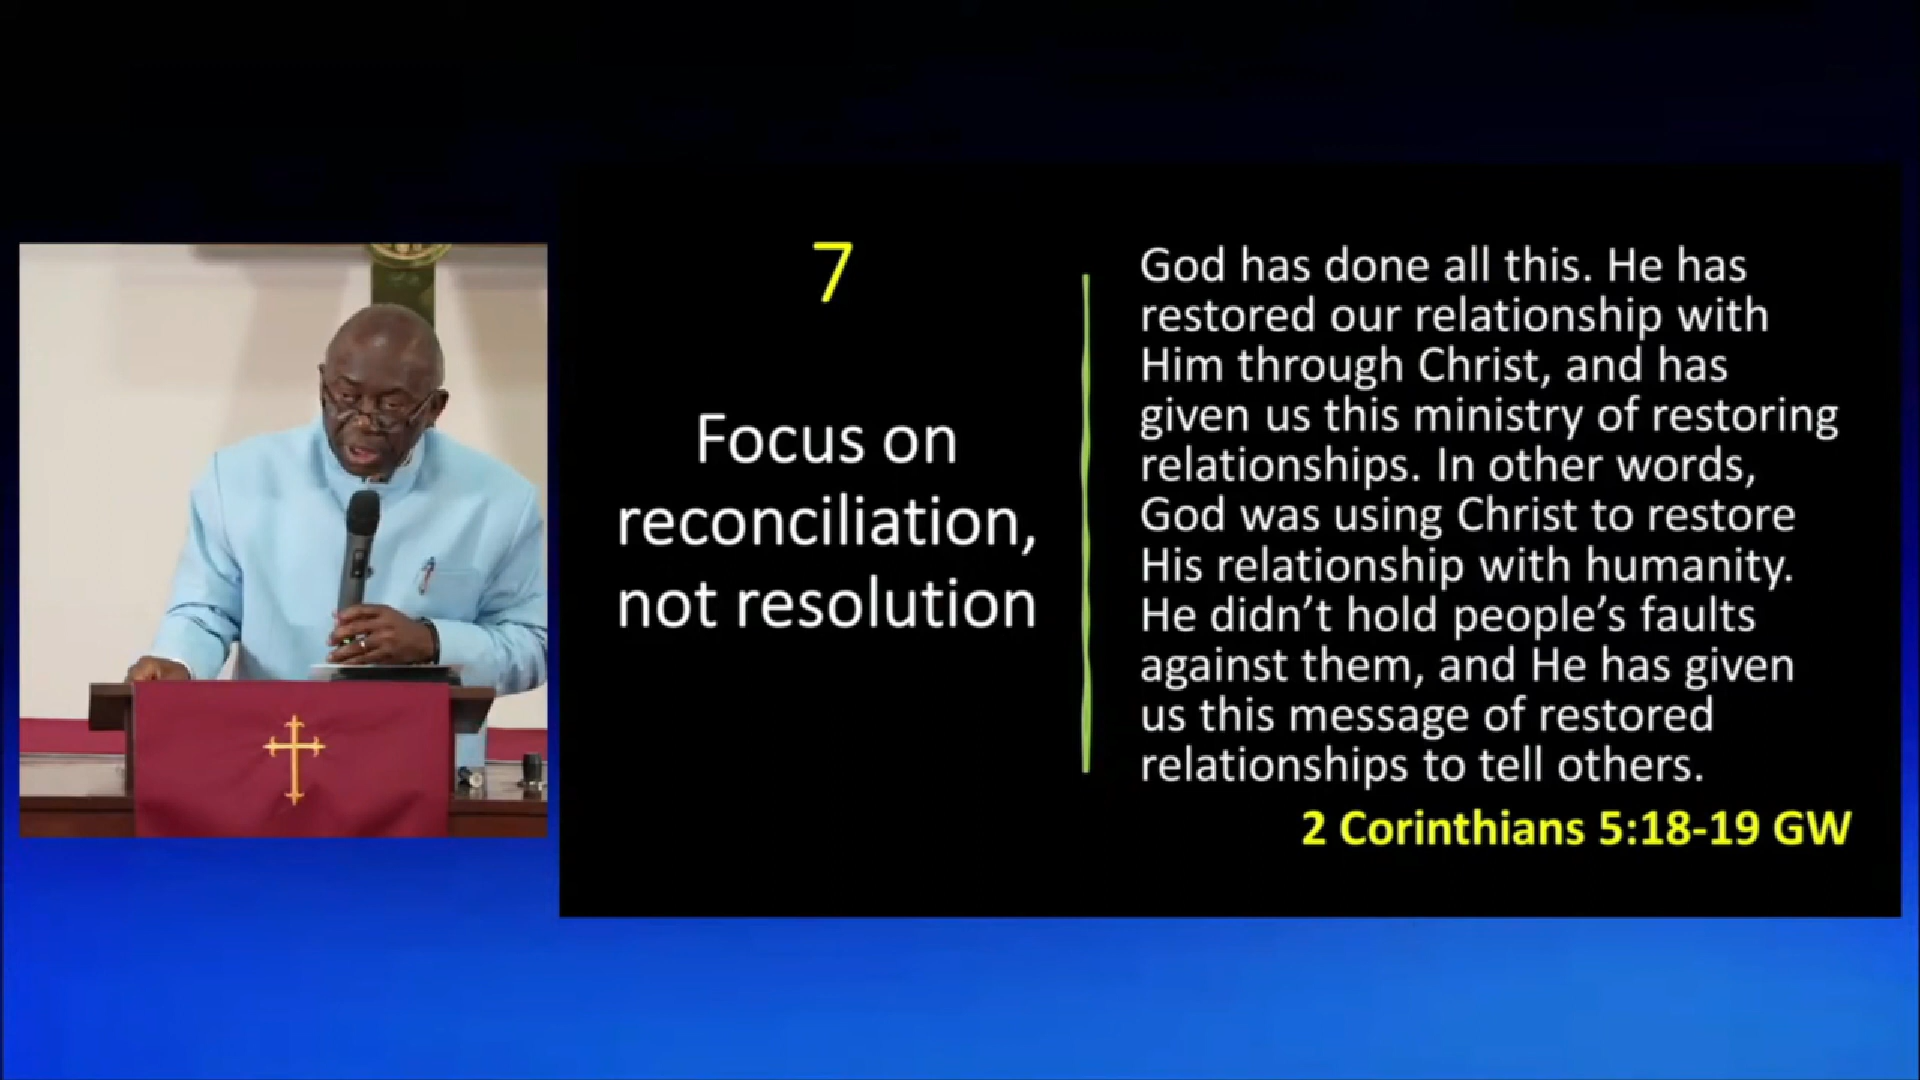 7
Focus on
reconciliation,
not resolution
God has done all this. He has
restored our relationship with
Him through Christ, and has
given us this ministry of restoring
relationships. In other words,
God was using Christ to restore
His relationship with humanity.
He didn’t hold people’s faults
against them, and He has given
us this message of restored
relationships to tell others.
2 Corinthians 5:18-19 GW